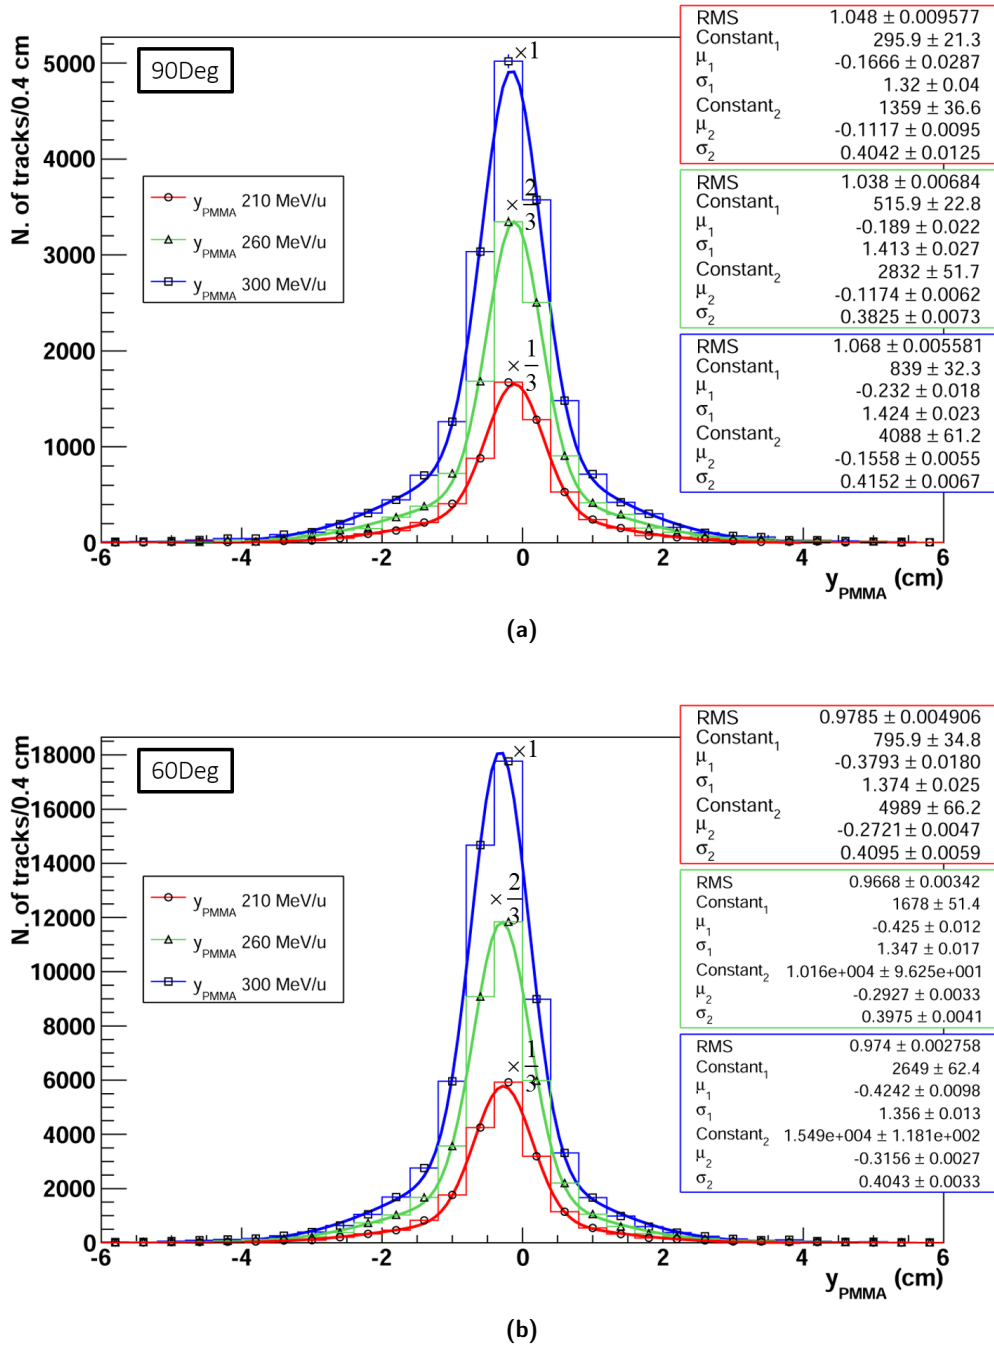 90Deg
N. of tracks/0.4 cm
5000
4000
3000
2000
1000
0
y_PMMA 210 MeV/u
y_PMMA 260 MeV/u
y_PMMA 300 MeV/u
×1
×2/3
×1/3
RMS 1.048 ± 0.009577
Constant₁ 295.9 ± 21.3
μ₁ -0.1666 ± 0.0287
σ₁ 1.32 ± 0.04
Constant₂ 1359 ± 36.6
μ₂ -0.1117 ± 0.0095
σ₂ 0.4042 ± 0.0125
RMS 1.038 ± 0.00684
Constant₁ 515.9 ± 22.8
μ₁ -0.189 ± 0.022
σ₁ 1.413 ± 0.027
Constant₂ 2832 ± 51.7
μ₂ -0.1174 ± 0.0062
σ₂ 0.3825 ± 0.0073
RMS 1.068 ± 0.005581
Constant₁ 839 ± 32.3
μ₁ -0.232 ± 0.018
σ₁ 1.424 ± 0.023
Constant₂ 4088 ± 61.2
μ₂ -0.1558 ± 0.0055
σ₂ 0.4152 ± 0.0067
-6 -4 -2 0 2 4 6
y_PMMA (cm)
(a)
60Deg
N. of tracks/0.4 cm
18000
16000
14000
12000
10000
8000
6000
4000
2000
0
y_PMMA 210 MeV/u
y_PMMA 260 MeV/u
y_PMMA 300 MeV/u
×1
×2/3
×1/3
RMS 0.9785 ± 0.004906
Constant₁ 795.9 ± 34.8
μ₁ -0.3793 ± 0.0180
σ₁ 1.374 ± 0.025
Constant₂ 4989 ± 66.2
μ₂ -0.2721 ± 0.0047
σ₂ 0.4095 ± 0.0059
RMS 0.9668 ± 0.00342
Constant₁ 1678 ± 51.4
μ₁ -0.425 ± 0.012
σ₁ 1.347 ± 0.017
Constant₂ 1.016e+004 ± 9.625e+001
μ₂ -0.2927 ± 0.0033
σ₂ 0.3975 ± 0.0041
RMS 0.974 ± 0.002758
Constant₁ 2649 ± 62.4
μ₁ -0.4242 ± 0.0098
σ₁ 1.356 ± 0.013
Constant₂ 1.549e+004 ± 1.181e+002
μ₂ -0.3156 ± 0.0027
σ₂ 0.4043 ± 0.0033
-6 -4 -2 0 2 4 6
y_PMMA (cm)
(b)